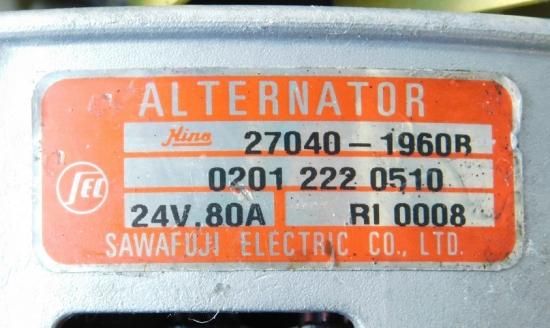 ALTERNATOR
Hino 27040-1960B
0201 222 0510
24V.80A RI 0008
SEC
SAWAFUJI ELECTRIC CO., LTD.